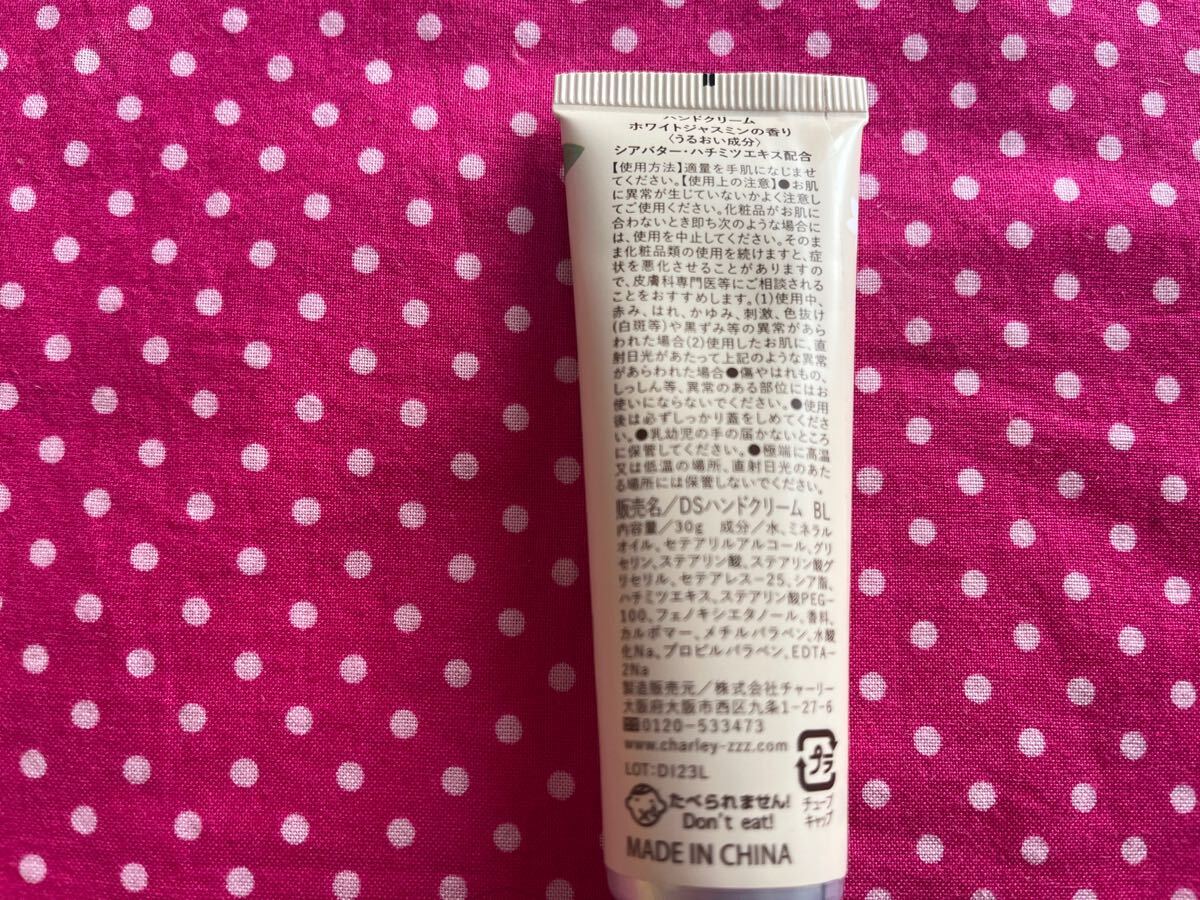 ハンドクリーム
ホワイトジャスミンの香り
〈うるおい成分〉
シアバター・ハチミツエキス配合
【使用方法】適量を手肌になじませ
てください。【使用上の注意】●お肌
に異常が生じていないかよく注意し
てご使用ください。化粧品がお肌に
合わないとき即ち次のような場合に
は、使用を中止してください。そのま
ま化粧品類の使用を続けますと、症
状を悪化させることがありますの
で、皮膚科専門医等にご相談される
ことをおすすめします。(1)使用中、
赤み、はれ、かゆみ、刺激、色抜け
(白斑等)や黒ずみ等の異常があら
われた場合(2)使用したお肌に、直
射日光があたって上記のような異常
があらわれた場合●傷やはれもの、
しっしん等、異常のある部位にはお
使いにならないでください。●使用
後は必ずしっかり蓋をしめてくださ
い。●乳幼児の手の届かないところ
に保管してください。●極端に高温
又は低温の場所、直射日光のあた
る場所には保管しないでください。
販売名/DSハンドクリーム BL
内容量/30g 成分/水、ミネラル
オイル、セテアリルアルコール、グリ
セリン、ステアリン酸、ステアリン酸グ
リセリル、セテアレス-25、シア脂、
ハチミツエキス、ステアリン酸PEG-
100、フェノキシエタノール、香料、
カルボマー、メチルパラベン、水酸
化Na、プロピルパラベン、EDTA-
2Na
製造販売元/株式会社チャーリー
大阪府大阪市西区九条1-27-6
0120-533473
www.charley-zzz.com
LOT:DI23L
プラ
チューブ
キャップ
たべられません!
Don't eat!
MADE IN CHINA